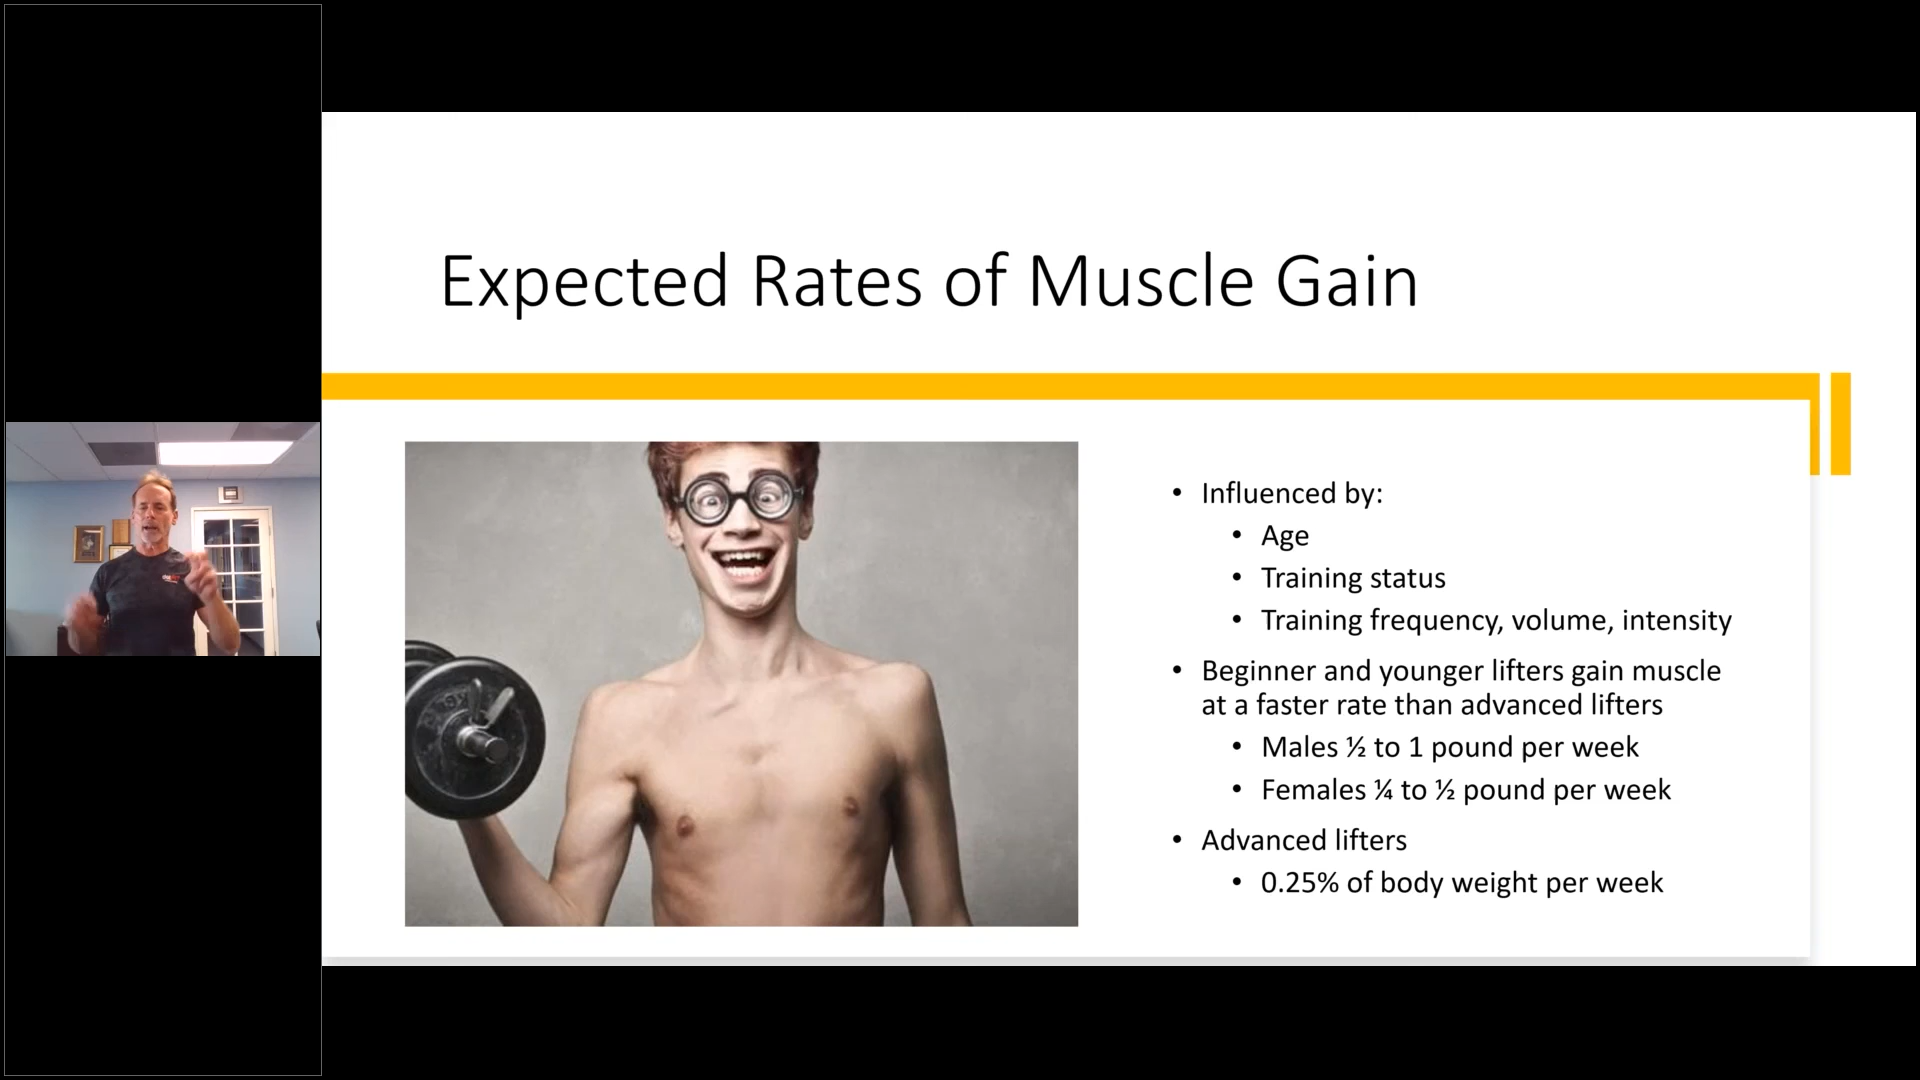 Expected Rates of Muscle Gain
• Influenced by:
• Age
• Training status
• Training frequency, volume, intensity
• Beginner and younger lifters gain muscle
at a faster rate than advanced lifters
• Males ½ to 1 pound per week
• Females ¼ to ½ pound per week
• Advanced lifters
• 0.25% of body weight per week